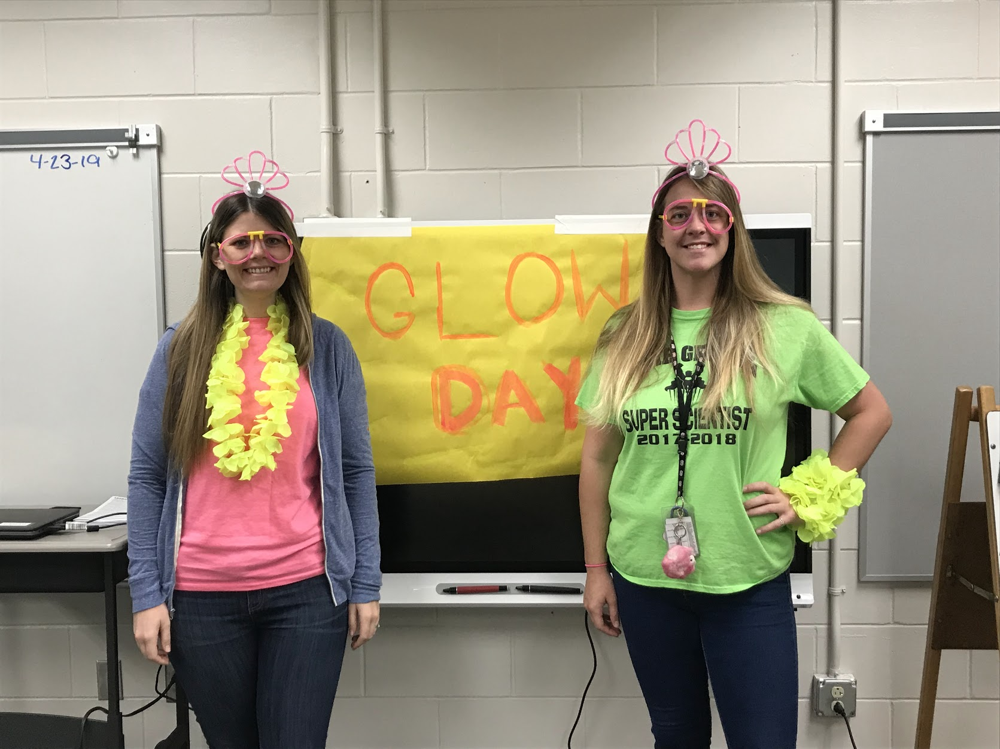 4-23-19
GLOW
DAY
SUPER SCIENTIST
2017-2018